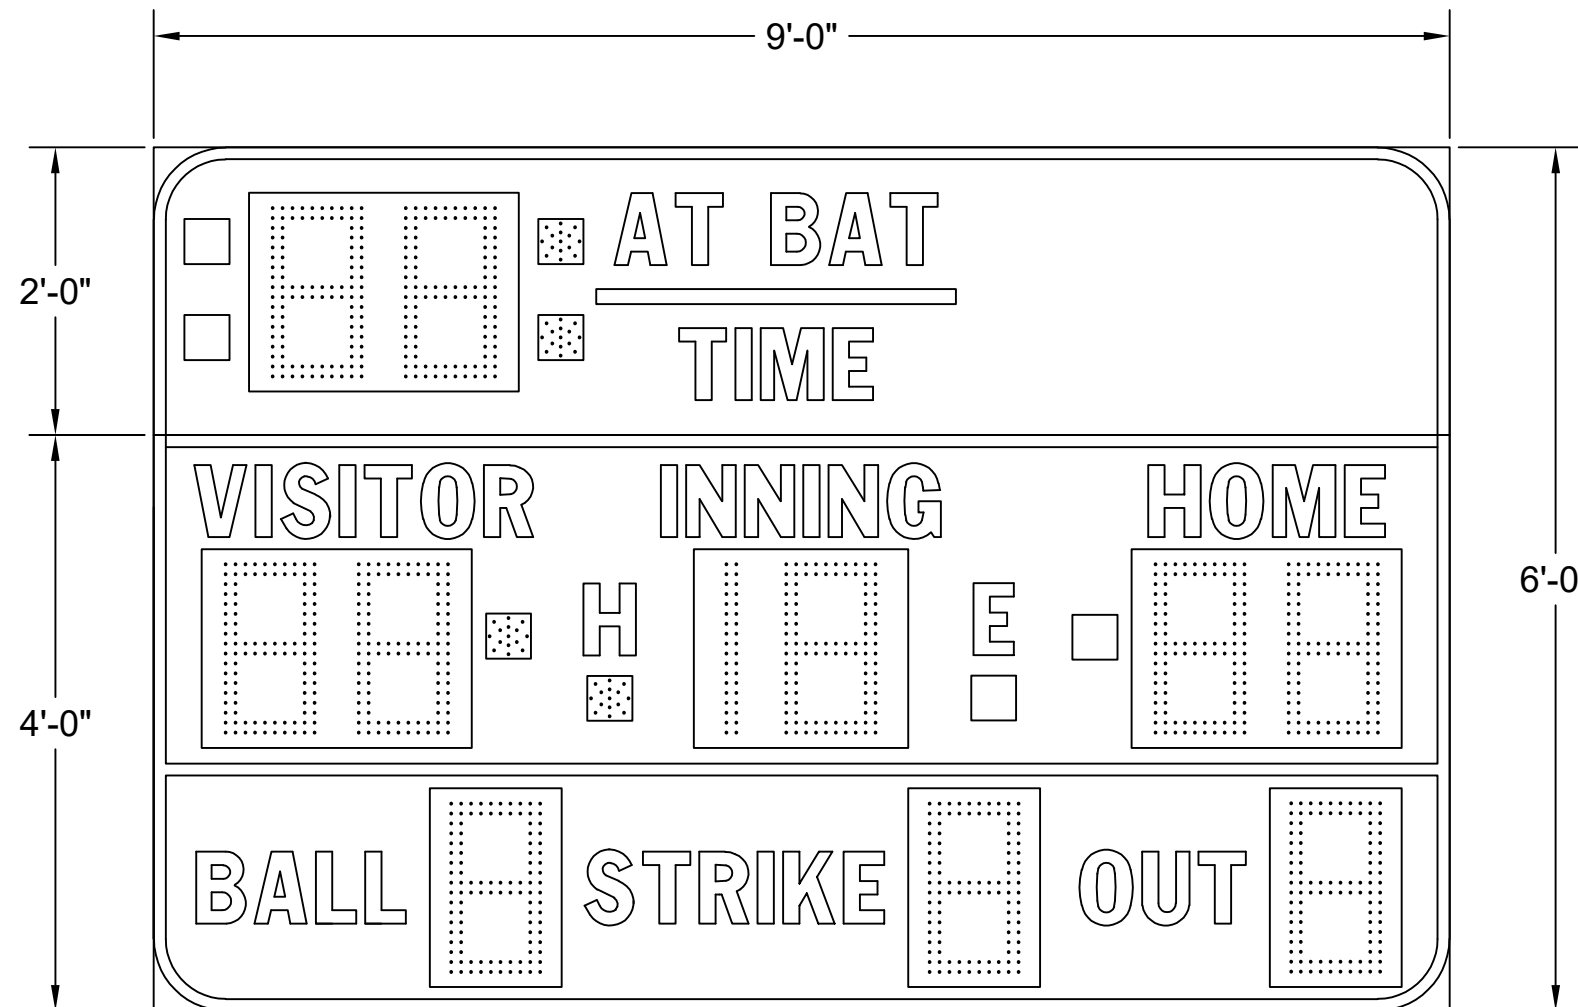 9'-0"
AT BAT
2'-0"
TIME
VISITOR INNING HOME
H E
6'-0
4'-0"
BALL STRIKE OUT